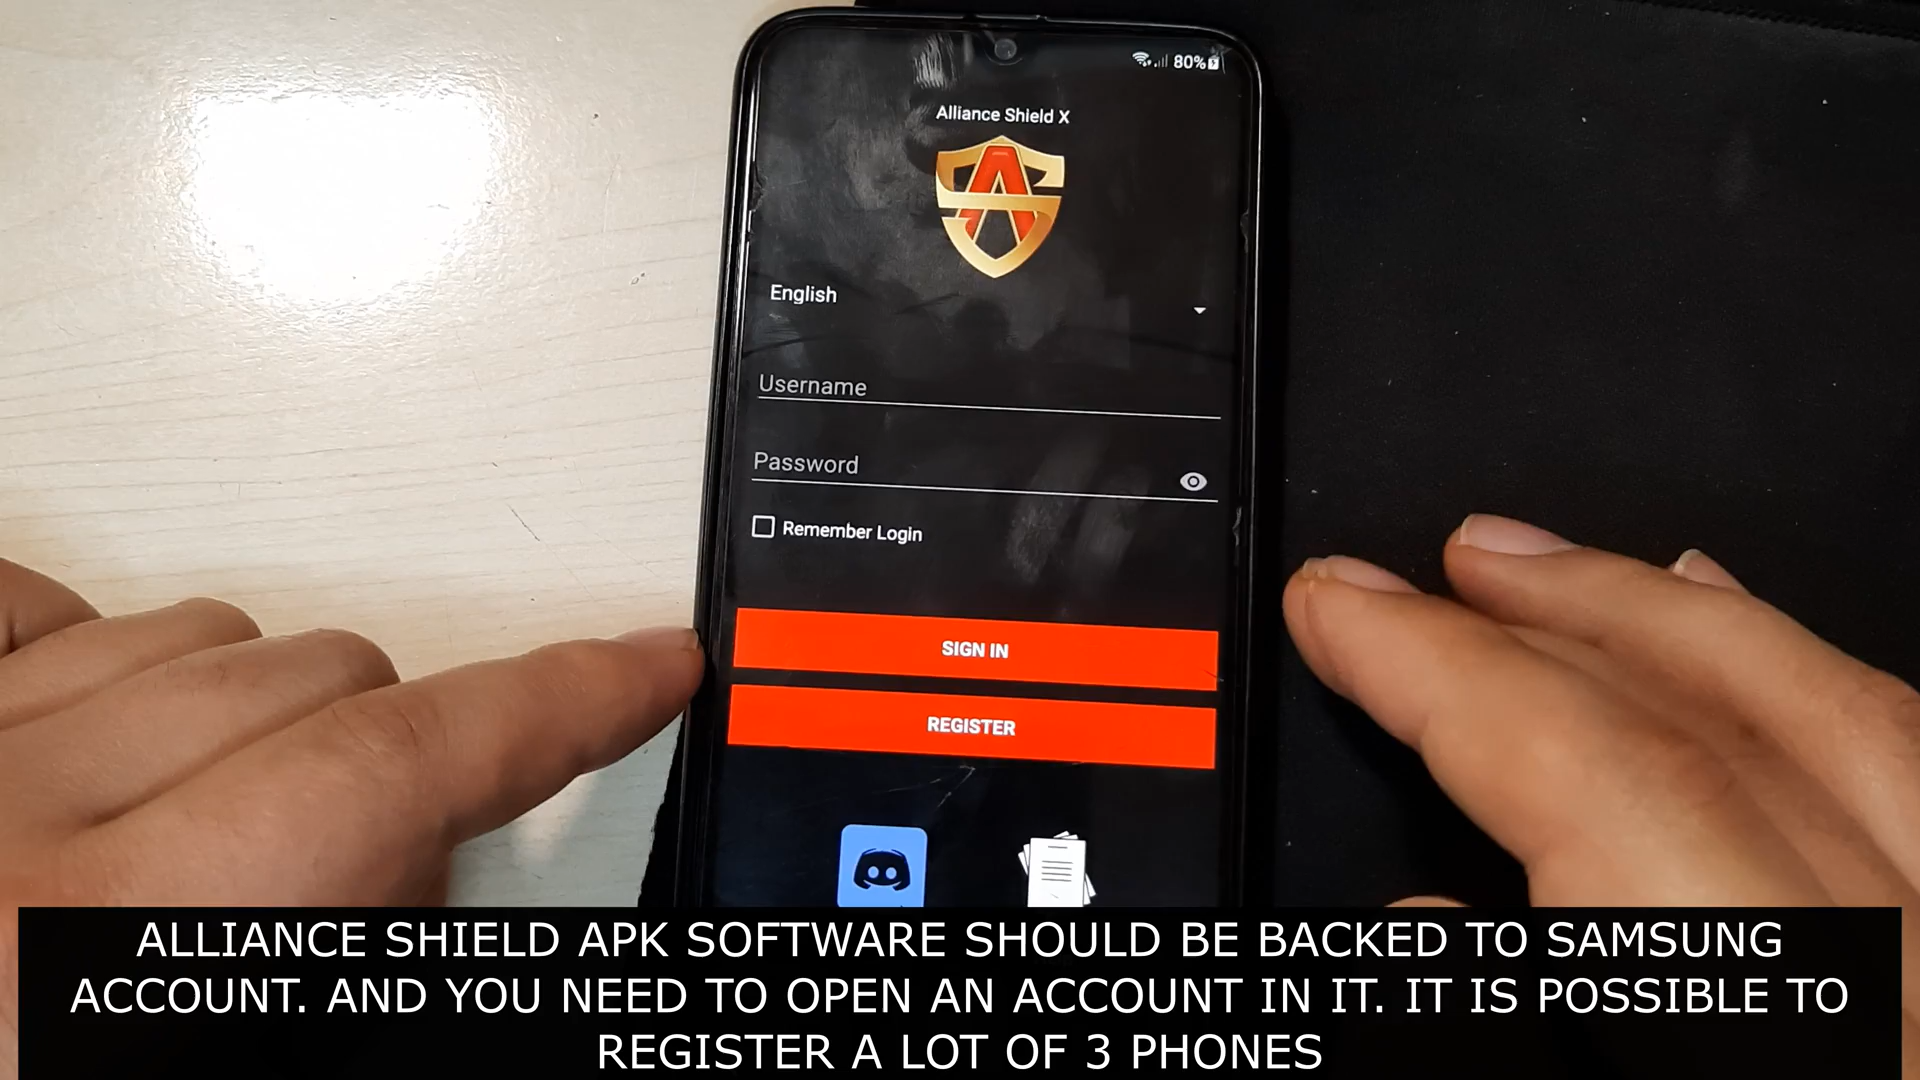 80%
Alliance Shield X
English
Username
Password
Remember Login
SIGN IN
REGISTER
ALLIANCE SHIELD APK SOFTWARE SHOULD BE BACKED TO SAMSUNG
ACCOUNT. AND YOU NEED TO OPEN AN ACCOUNT IN IT. IT IS POSSIBLE TO
REGISTER A LOT OF 3 PHONES